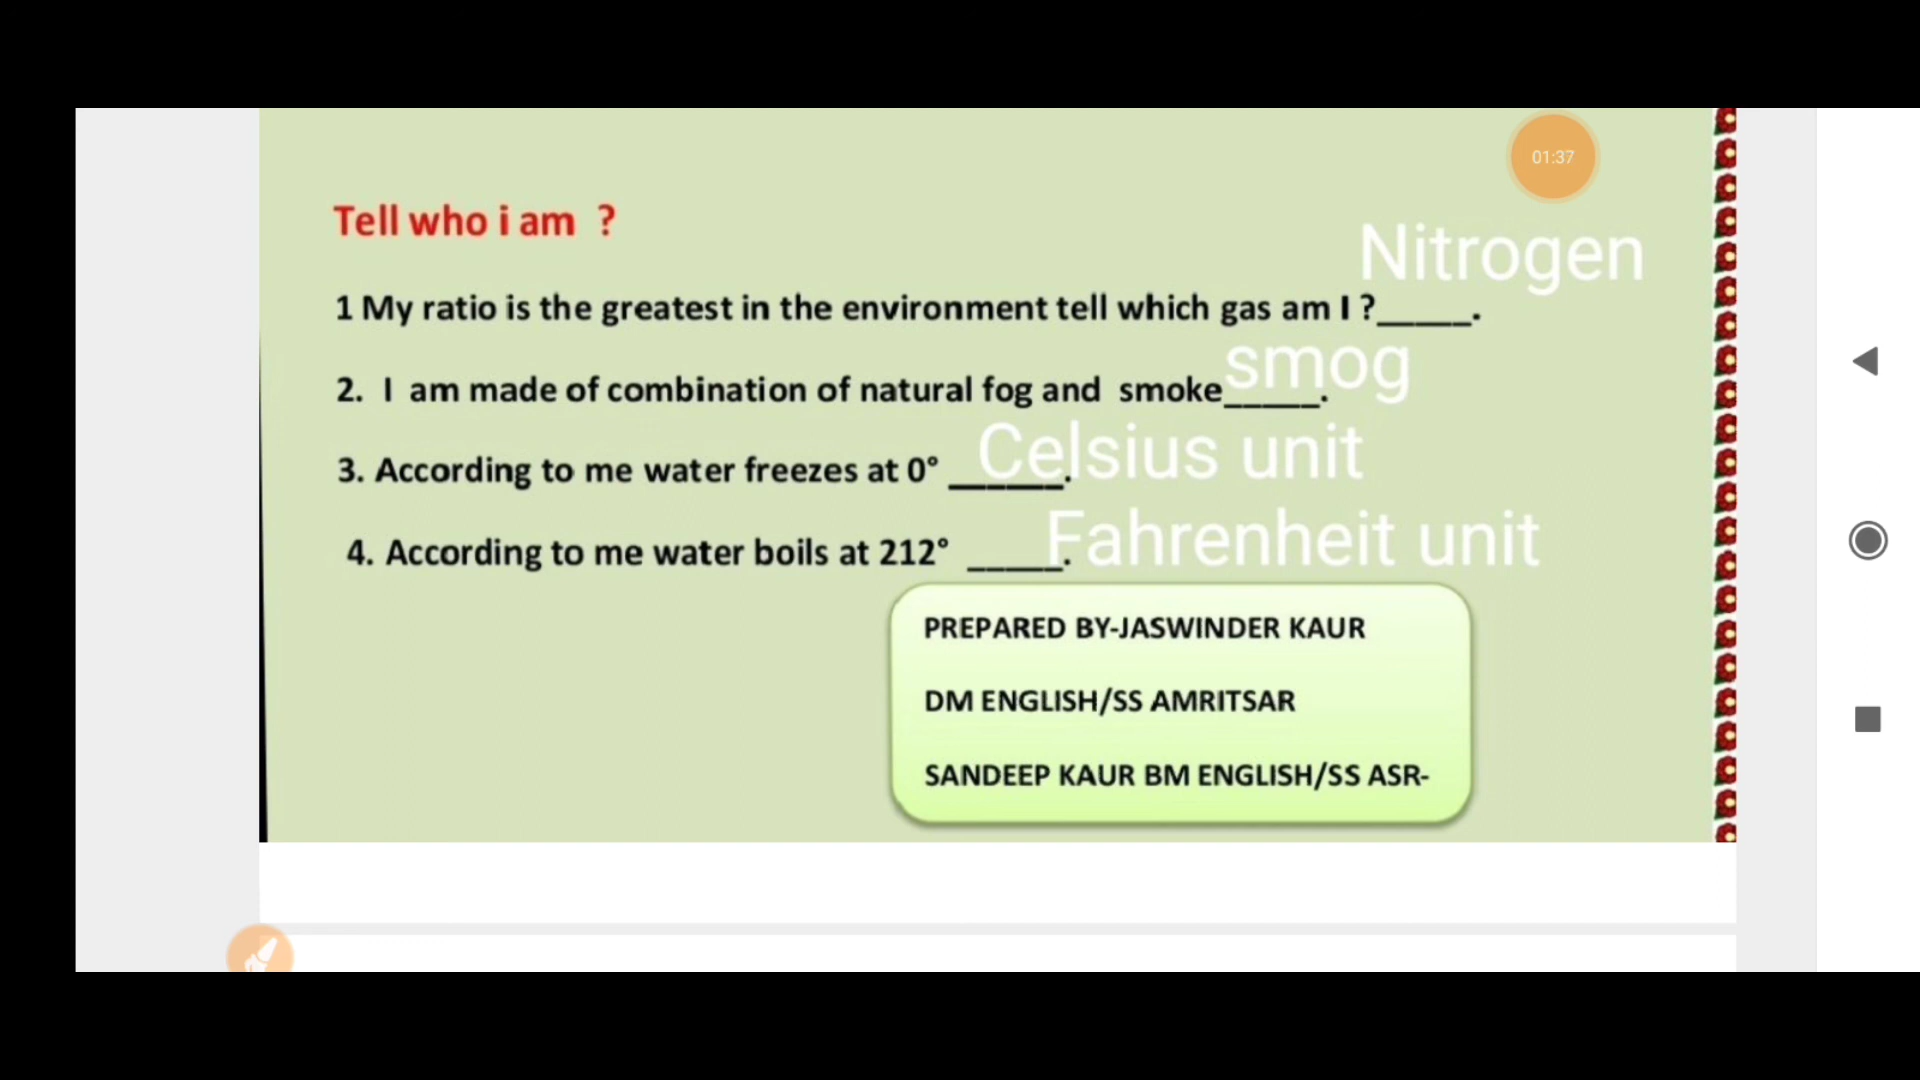 01:37
Tell who i am ?
Nitrogen
1 My ratio is the greatest in the environment tell which gas am I ?_____.
smog
2. I am made of combination of natural fog and smoke_____.
Celsius unit
3. According to me water freezes at 0° ______.
Fahrenheit unit
4. According to me water boils at 212° _____.
PREPARED BY-JASWINDER KAUR
DM ENGLISH/SS AMRITSAR
SANDEEP KAUR BM ENGLISH/SS ASR-